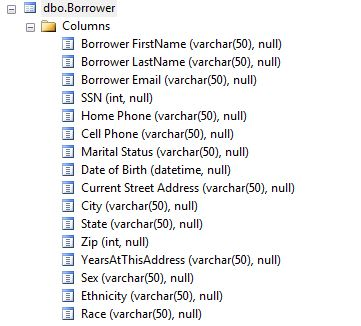 dbo.Borrower
Columns
Borrower FirstName (varchar(50), null)
Borrower LastName (varchar(50), null)
Borrower Email (varchar(50), null)
SSN (int, null)
Home Phone (varchar(50), null)
Cell Phone (varchar(50), null)
Marital Status (varchar(50), null)
Date of Birth (datetime, null)
Current Street Address (varchar(50), null)
City (varchar(50), null)
State (varchar(50), null)
Zip (int, null)
YearsAtThisAddress (varchar(50), null)
Sex (varchar(50), null)
Ethnicity (varchar(50), null)
Race (varchar(50), null)